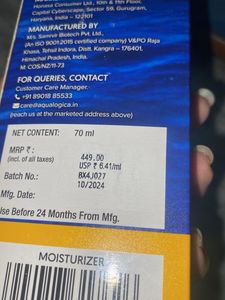 Honasa Consumer Ltd., 10th & 11th Floor,
Capital Cyberscape, Sector 59, Gurugram,
Haryana, India - 122101
MANUFACTURED BY
M/s. Samrvir Biotech Pvt. Ltd.,
(An ISO 9001:2015 certified company) V&PO Raja
Khasa, Tehsil Indora, Distt. Kangra - 176401,
Himachal Pradesh, India.
M: COS/NZ/11-73
FOR QUERIES, CONTACT
Customer Care Manager:
+91 89018 85533
care@aqualogica.in
(reach us at the marketed address above)
NET CONTENT: 70 ml
MRP ₹ : 449.00
(incl. of all taxes) US ₹ 6.41/ml
Batch No.: BX4J027
Mfg. Date: 10/2024
Use Before 24 Months From Mfg.
MOISTURIZER